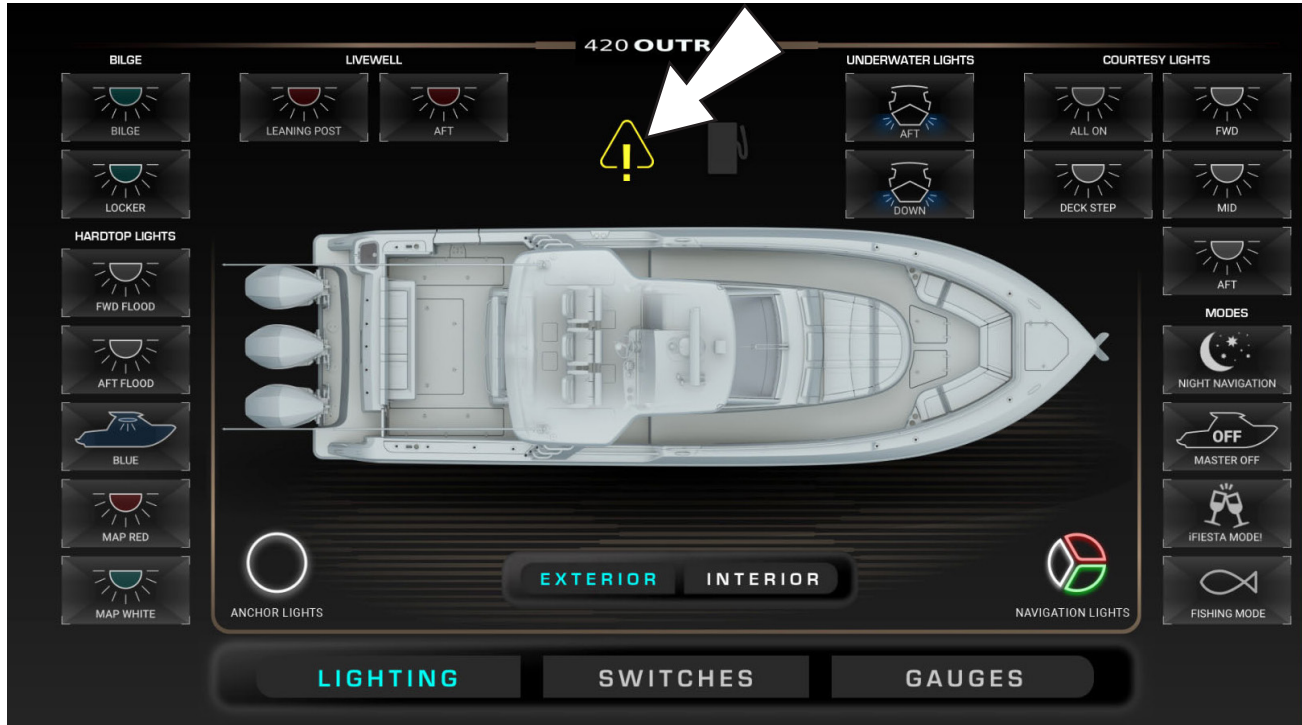 420 OUTR
BILGE
BILGE
LOCKER
LIVEWELL
LEANING POST
AFT
!
UNDERWATER LIGHTS
AFT
DOWN
COURTESY LIGHTS
ALL ON
FWD
DECK STEP
MID
AFT
HARDTOP LIGHTS
FWD FLOOD
AFT FLOOD
BLUE
MAP RED
MAP WHITE
MODES
NIGHT NAVIGATION
OFF
MASTER OFF
¡FIESTA MODE!
FISHING MODE
ANCHOR LIGHTS
EXTERIOR
INTERIOR
NAVIGATION LIGHTS
LIGHTING
SWITCHES
GAUGES